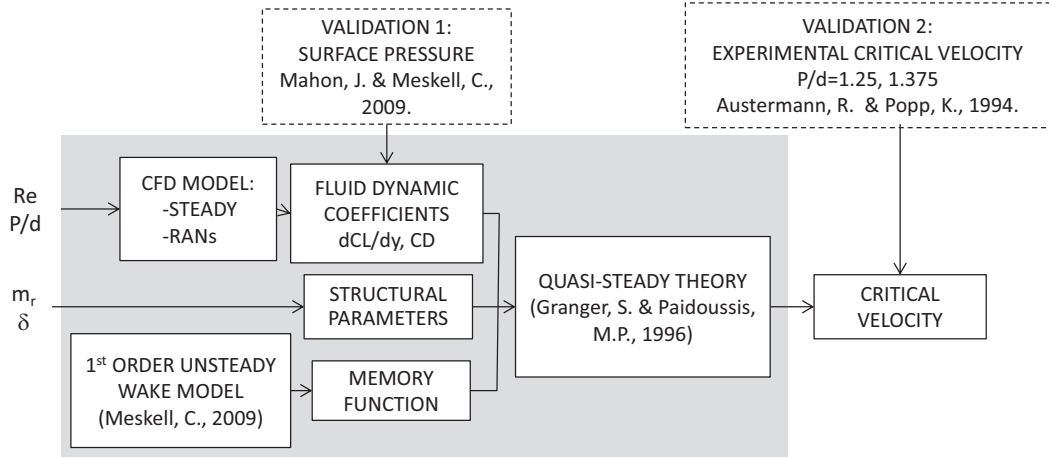 VALIDATION 1:
SURFACE PRESSURE
Mahon, J. & Meskell, C.,
2009.
VALIDATION 2:
EXPERIMENTAL CRITICAL VELOCITY
P/d=1.25, 1.375
Austermann, R. & Popp, K., 1994.
Re
P/d
CFD MODEL:
-STEADY
-RANs
FLUID DYNAMIC
COEFFICIENTS
dCL/dy, CD
mr
δ
STRUCTURAL
PARAMETERS
QUASI-STEADY THEORY
(Granger, S. & Paidoussis,
M.P., 1996)
CRITICAL
VELOCITY
1st ORDER UNSTEADY
WAKE MODEL
(Meskell, C., 2009)
MEMORY
FUNCTION